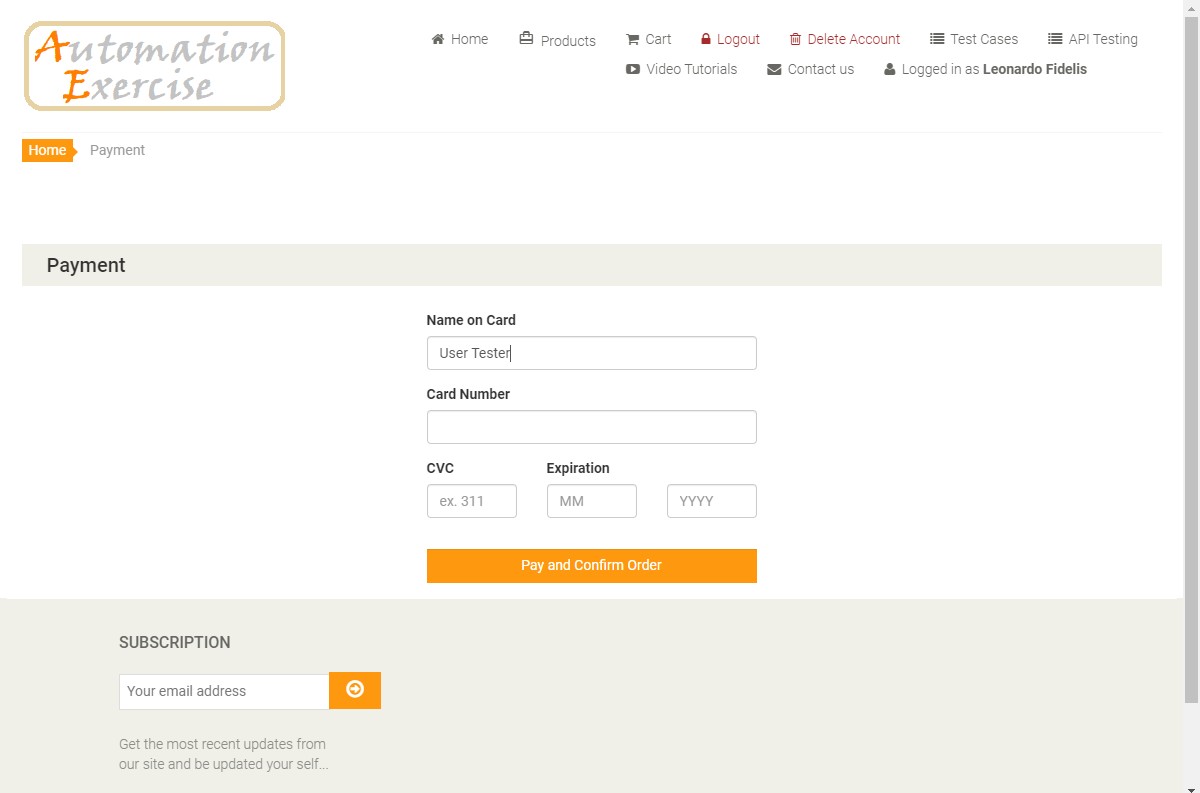 Automation
Exercise
Home
Products
Cart
Logout
Delete Account
Test Cases
API Testing
Video Tutorials
Contact us
Logged in as Leonardo Fidelis
Home
Payment
Payment
Name on Card
User Tester
Card Number
CVC
Expiration
ex. 311
MM
YYYY
Pay and Confirm Order
SUBSCRIPTION
Your email address
Get the most recent updates from
our site and be updated your self...